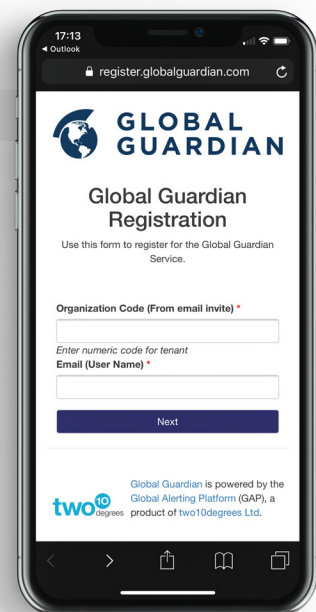 17:13
◀ Outlook
register.globalguardian.com
GLOBAL
GUARDIAN
Global Guardian
Registration
Use this form to register for the Global Guardian
Service.
Organization Code (From email invite) *
Enter numeric code for tenant
Email (User Name) *
Next
Global Guardian is powered by the
Global Alerting Platform (GAP), a
product of two10degrees Ltd.
two10
degrees